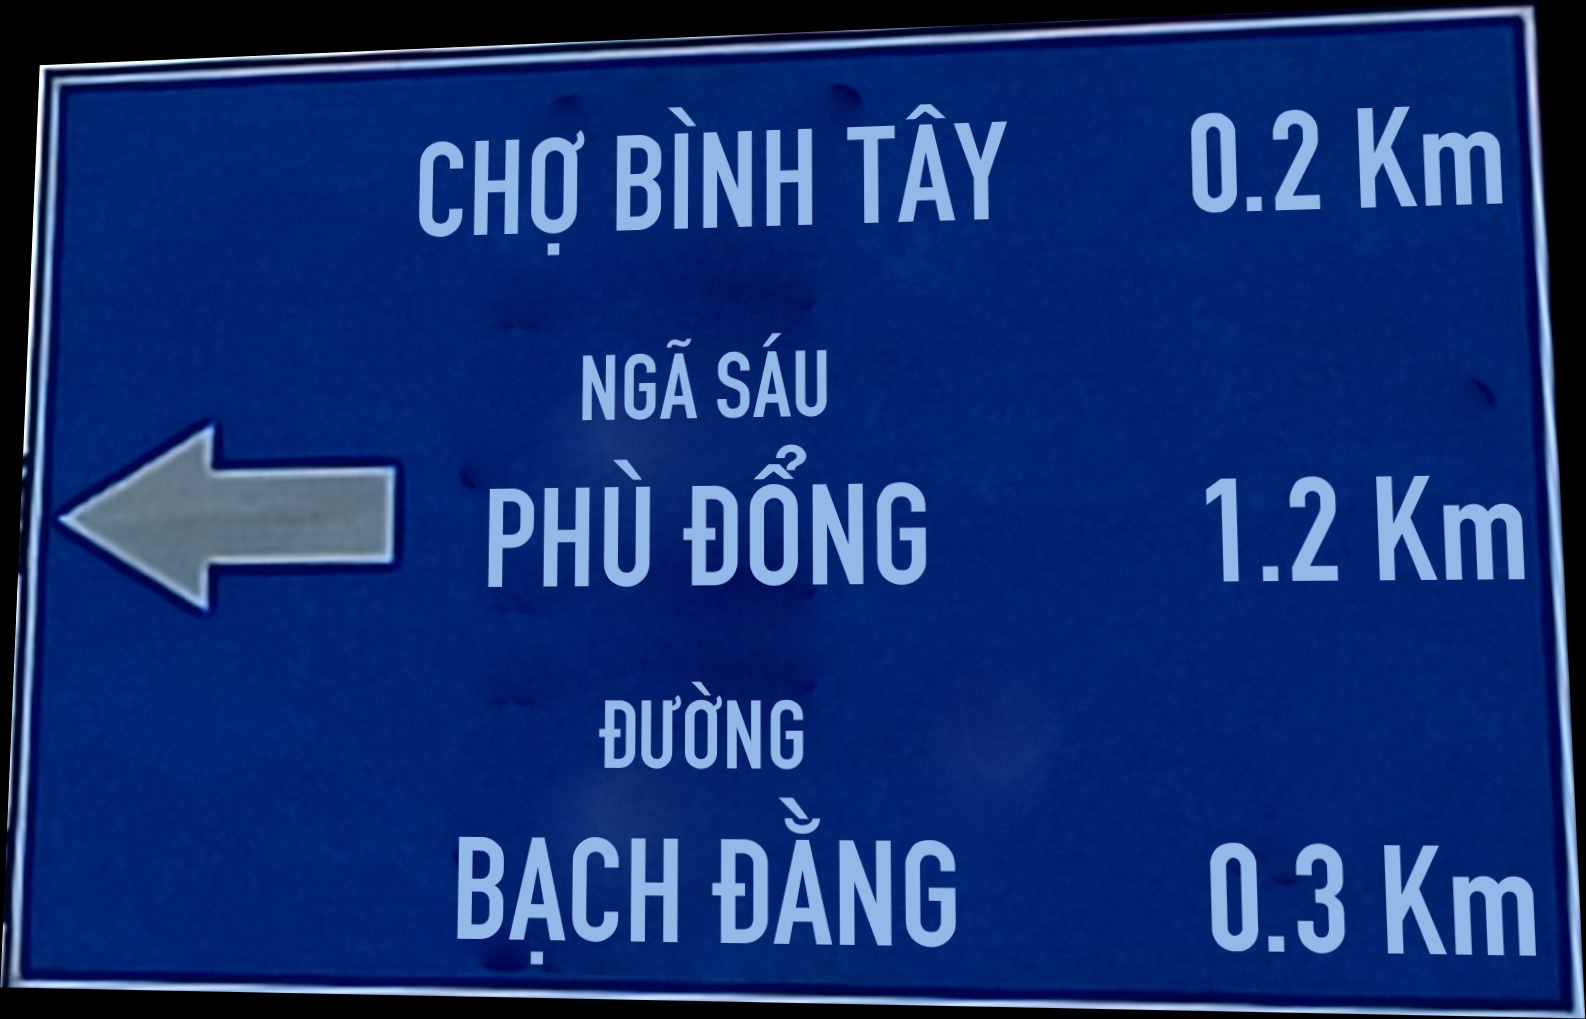 CHỢ BÌNH TÂY 0.2 Km
NGÃ SÁU
PHÙ ĐỔNG 1.2 Km
ĐƯỜNG
BẠCH ĐẰNG 0.3 Km